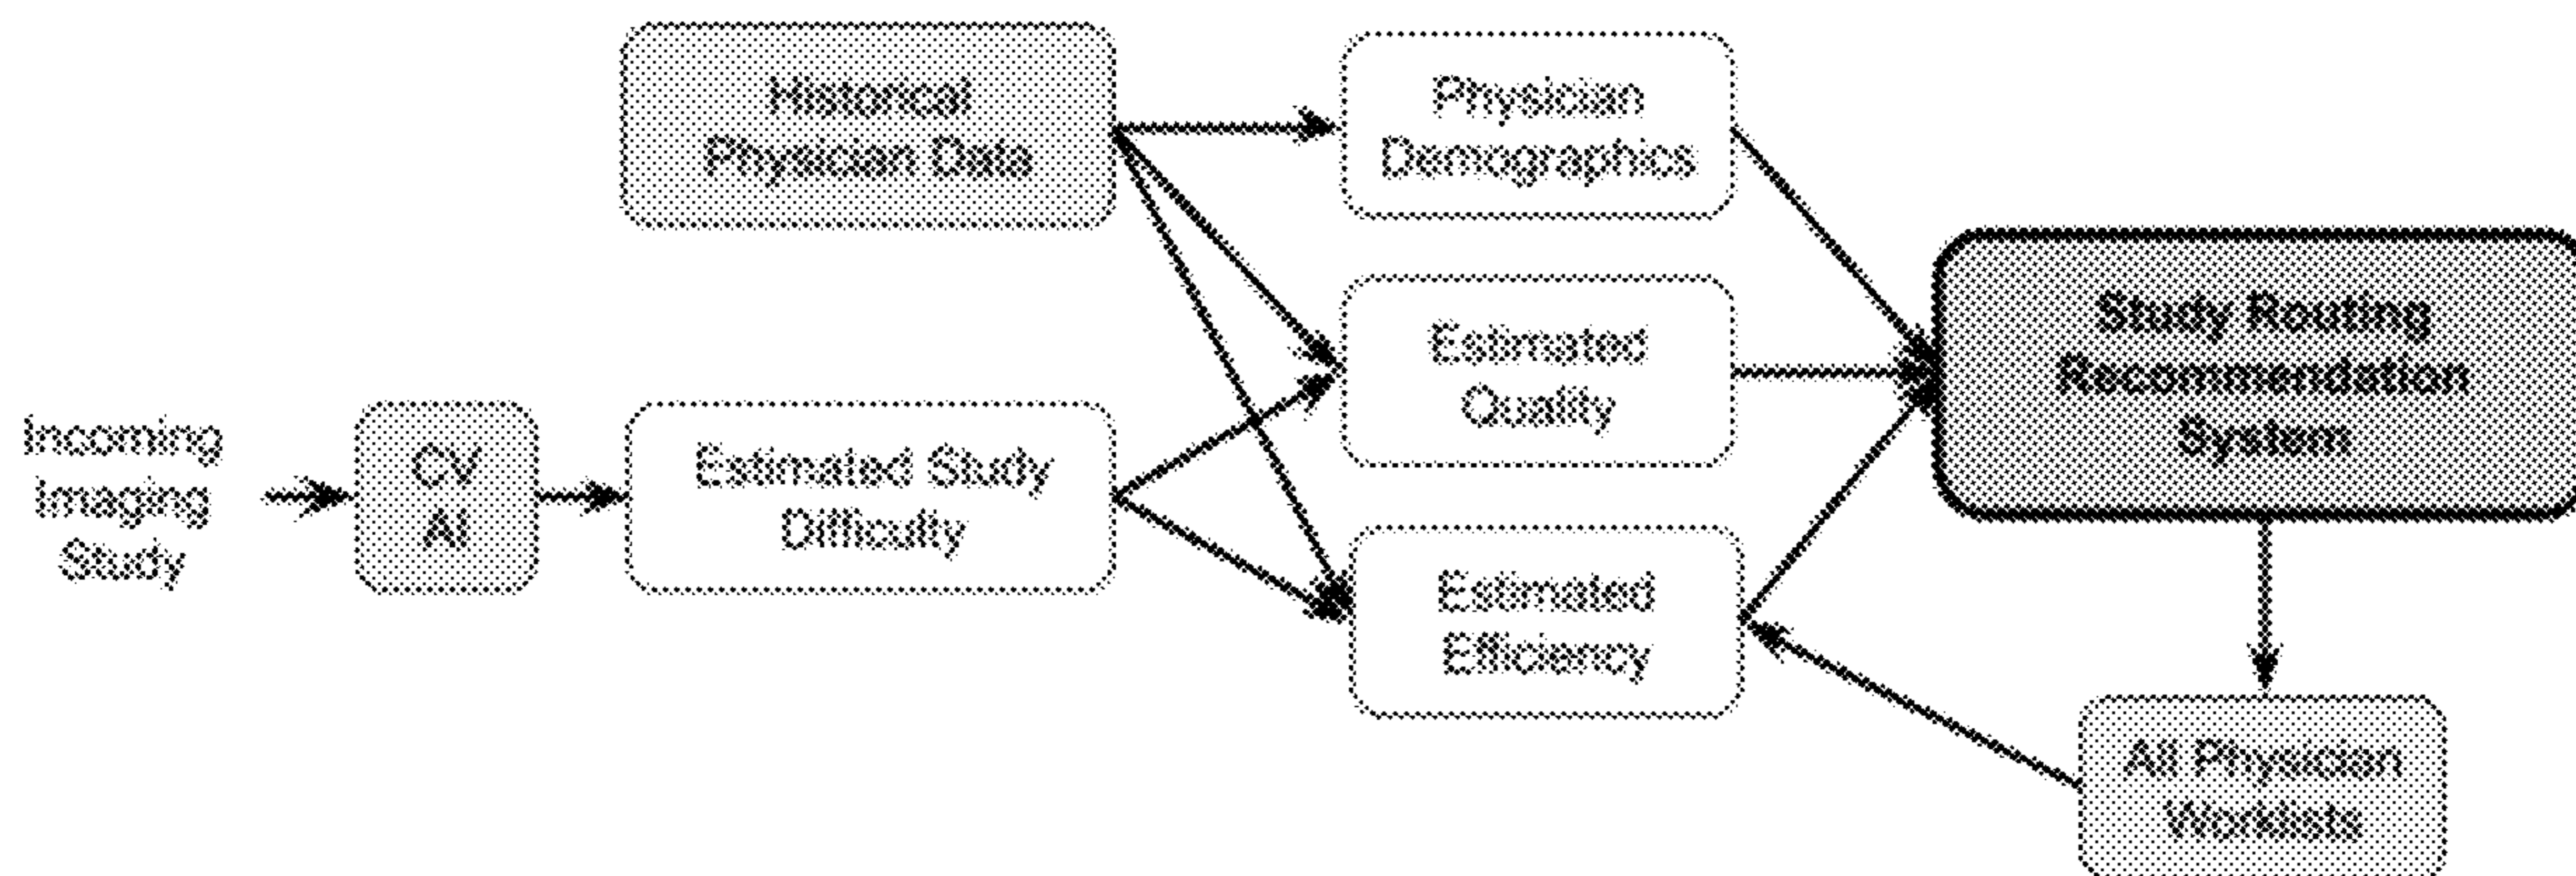 Historical
Physician Data
Physician
Demographics
Study Routing
Recommendation
System
Estimated
Quality
Incoming
Imaging
Study
CV
AI
Estimated Study
Difficulty
Estimated
Efficiency
All Physician
Worklists